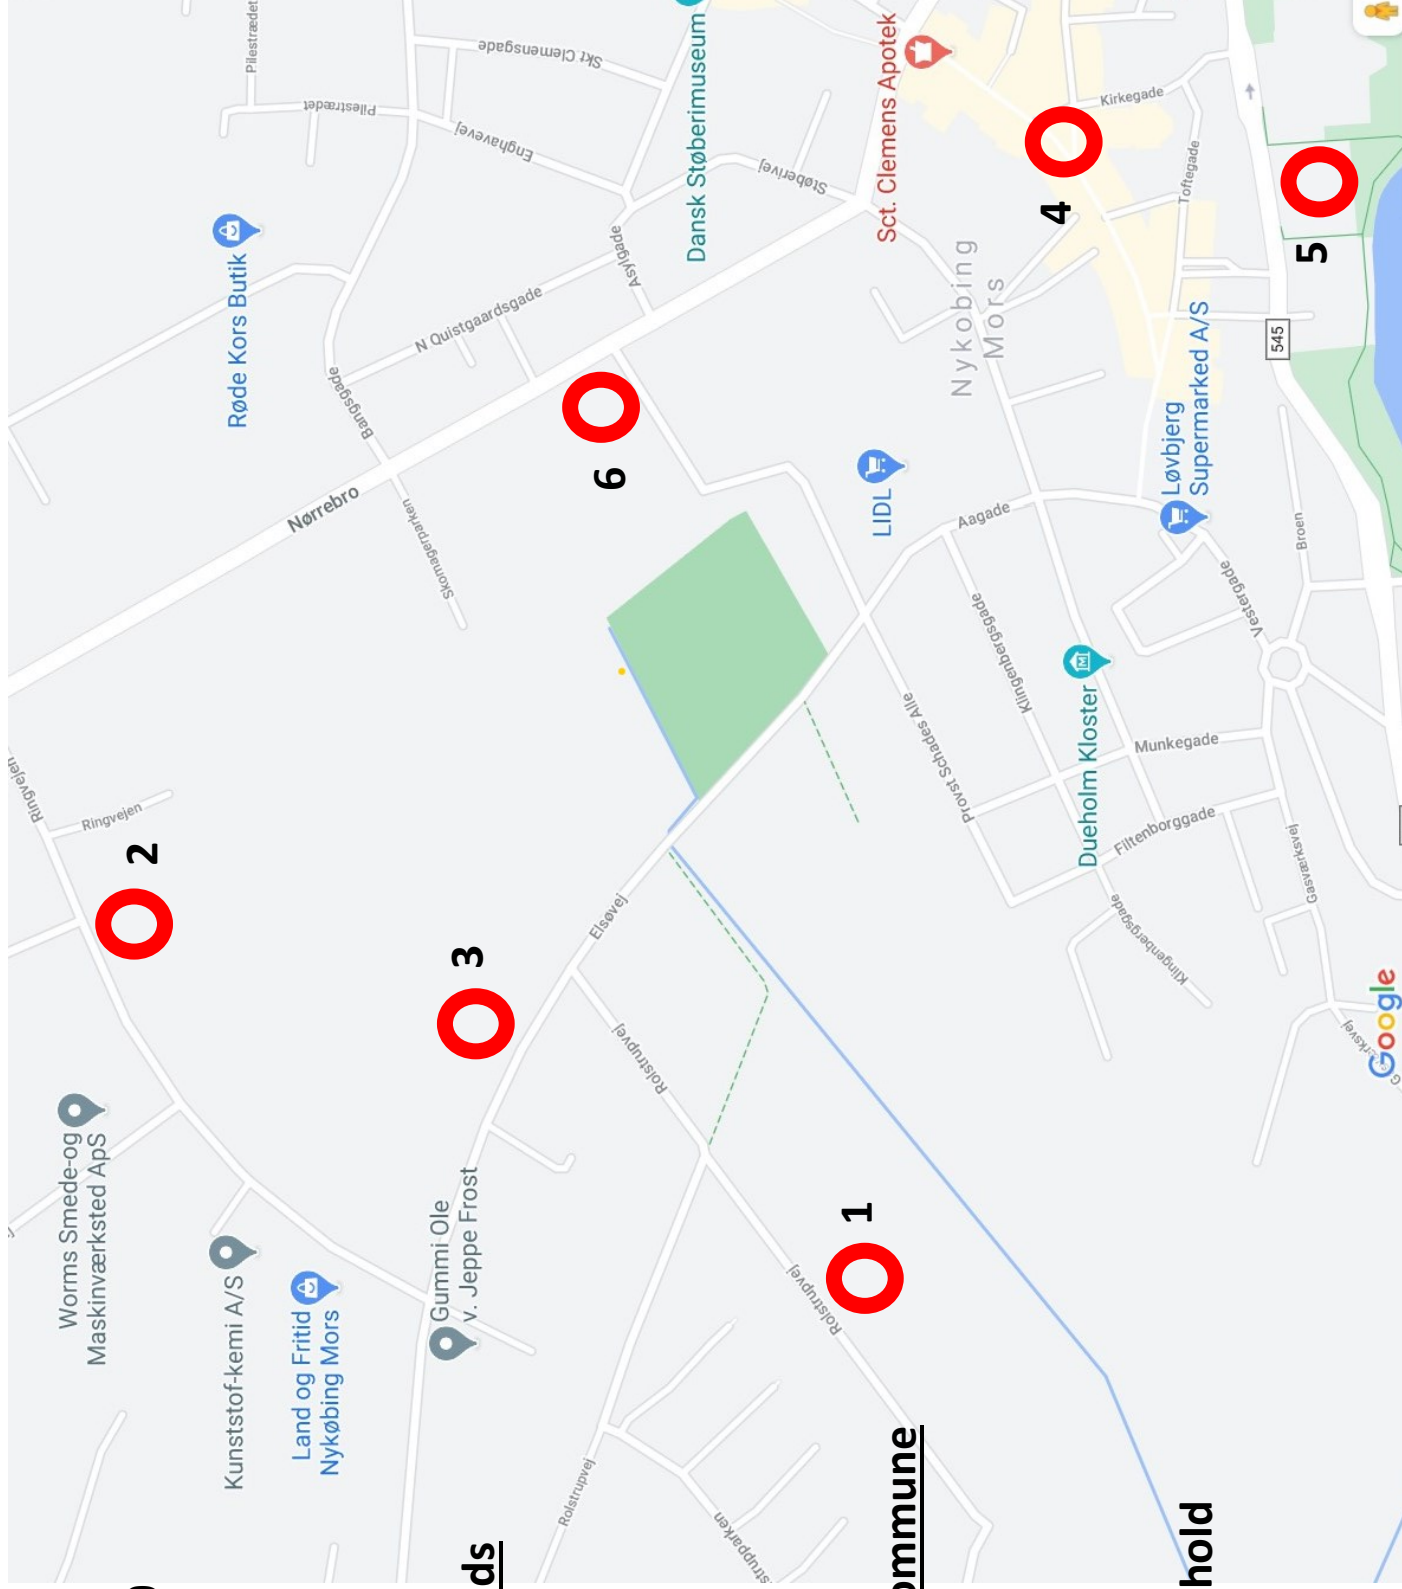 Pilestrædet
Pilestrædet
Skt Clemensgade
Enghavevej
Støberivej
Dansk Støberimuseum
Sct. Clemens Apotek
Kirkegade
Toftegade
4
5
Røde Kors Butik
N Quistgaardsgade
Asylgade
Bangsgade
Nykøbing
Mors
545
Løvbjerg
Supermarked A/S
6
Nørrebro
Skomagerparken
LIDL
Aagade
Broen
Vestergade
Klingenbergsgade
Ringvejen
Ringvejen
2
Provst Schades Alle
Dueholm Kloster
Munkegade
Filtenborggade
Gasværksvej
Klingenbergsgade
3
Elsøvej
Rolstrupvej
Google
Worms Smede-og
Maskinværksted ApS
Kunststof-kemi A/S
Land og Fritid
Nykøbing Mors
Gummi Ole
v. Jeppe Frost
1
Rolstrupvej
Rolstrupvej
ds
ommune
hold